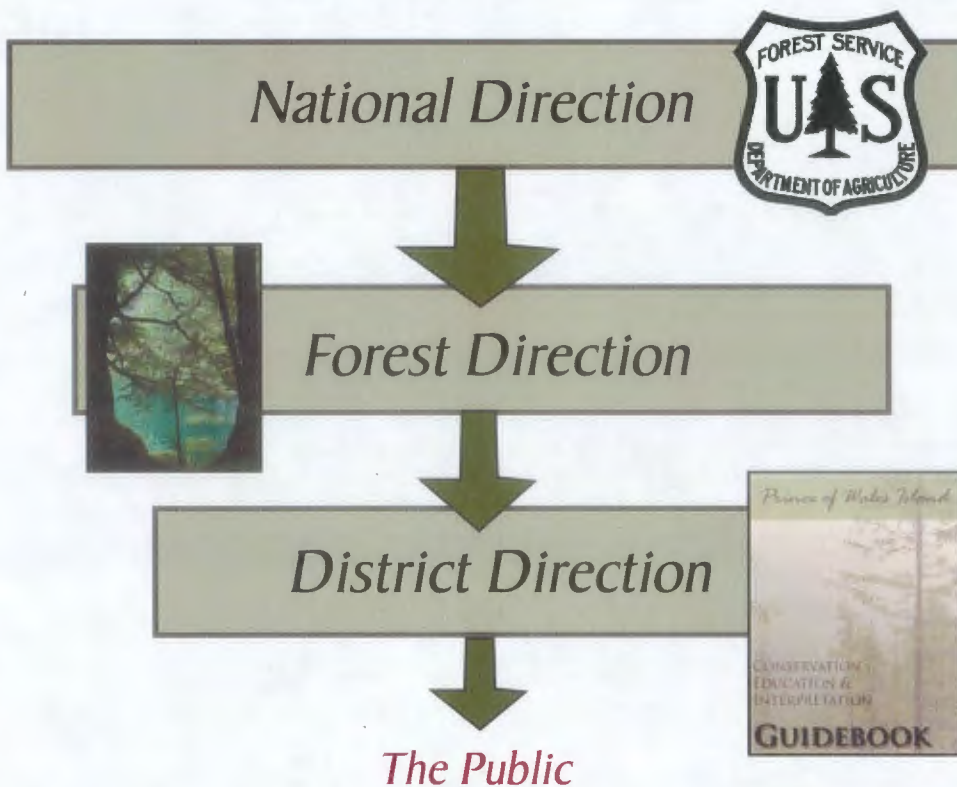 National Direction
FOREST SERVICE
U S
DEPARTMENT OF AGRICULTURE
Forest Direction
District Direction
Prince of Wales Island
CONSERVATION
EDUCATION &
INTERPRETATION
GUIDEBOOK
The Public